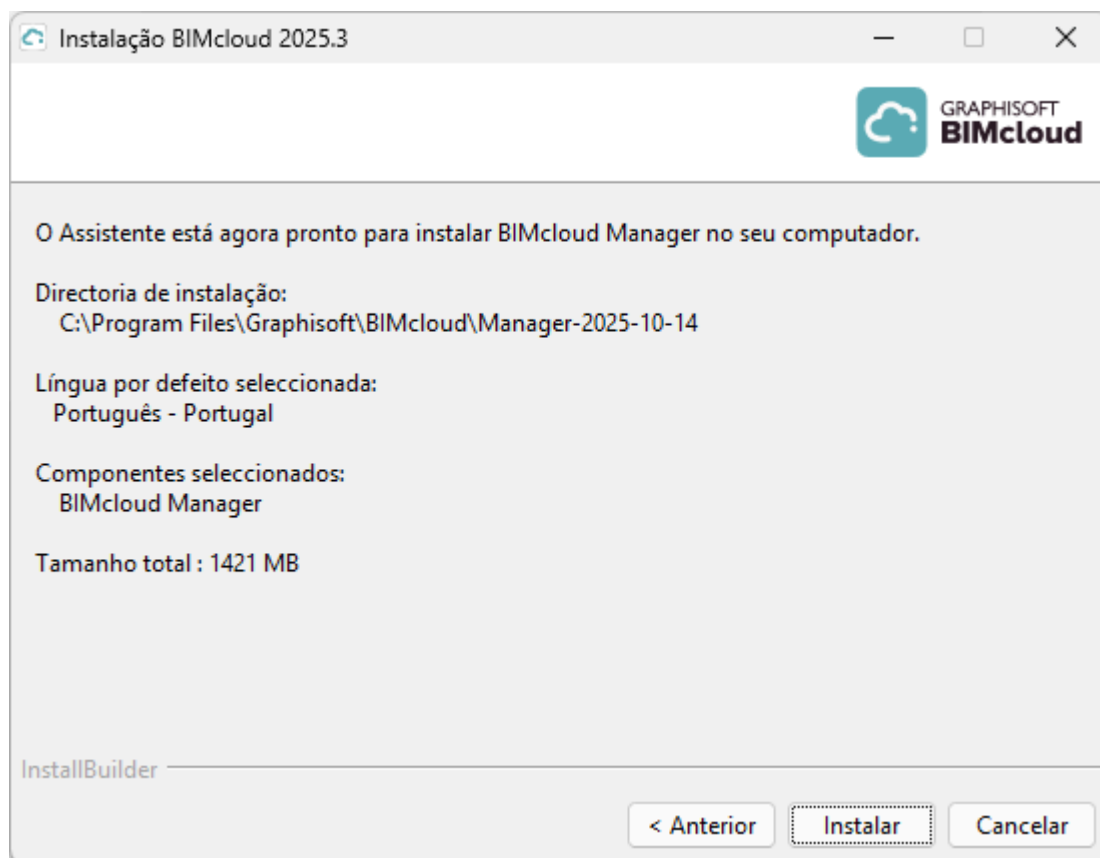 Instalação BIMcloud 2025.3
GRAPHISOFT
BIMcloud
O Assistente está agora pronto para instalar BIMcloud Manager no seu computador.
Directoria de instalação:
C:\Program Files\Graphisoft\BIMcloud\Manager-2025-10-14
Língua por defeito seleccionada:
Português - Portugal
Componentes seleccionados:
BIMcloud Manager
Tamanho total : 1421 MB
InstallBuilder
< Anterior Instalar Cancelar